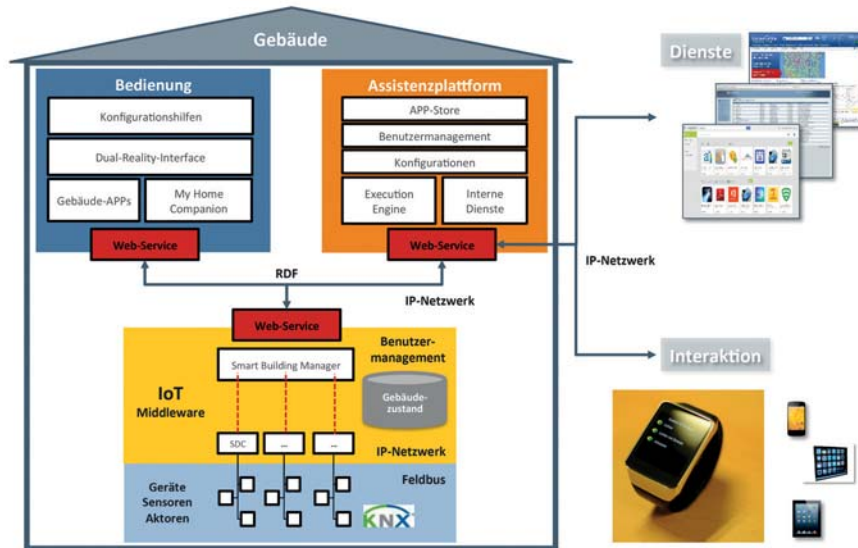 Gebäude
Bedienung
Konfigurationshilfen
Dual-Reality-Interface
Gebäude-APPs
My Home
Companion
Web-Service
Assistenzplattform
APP-Store
Benutzermanagement
Konfigurationen
Execution
Engine
Interne
Dienste
Web-Service
Dienste
IP-Netzwerk
RDF
IP-Netzwerk
Web-Service
Benutzer-
management
Smart Building Manager
IoT
Middleware
Gebäude-
zustand
SDC
...
...
IP-Netzwerk
Feldbus
Geräte
Sensoren
Aktoren
KNX
Interaktion